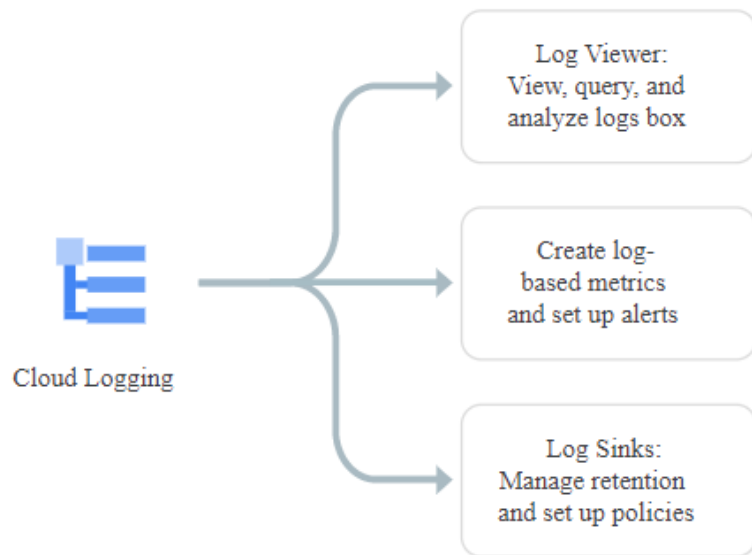 Log Viewer:
View, query, and
analyze logs box
Create log-
based metrics
and set up alerts
Cloud Logging
Log Sinks:
Manage retention
and set up policies